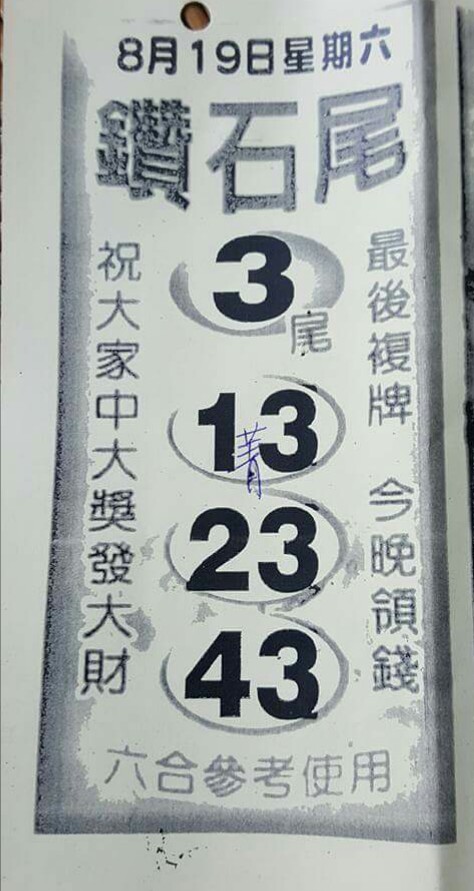 8月19日星期六
鑽石尾
最後複牌 今晚領錢
3尾
13
菁
23
43
祝大家中大獎發大財
六合參考使用